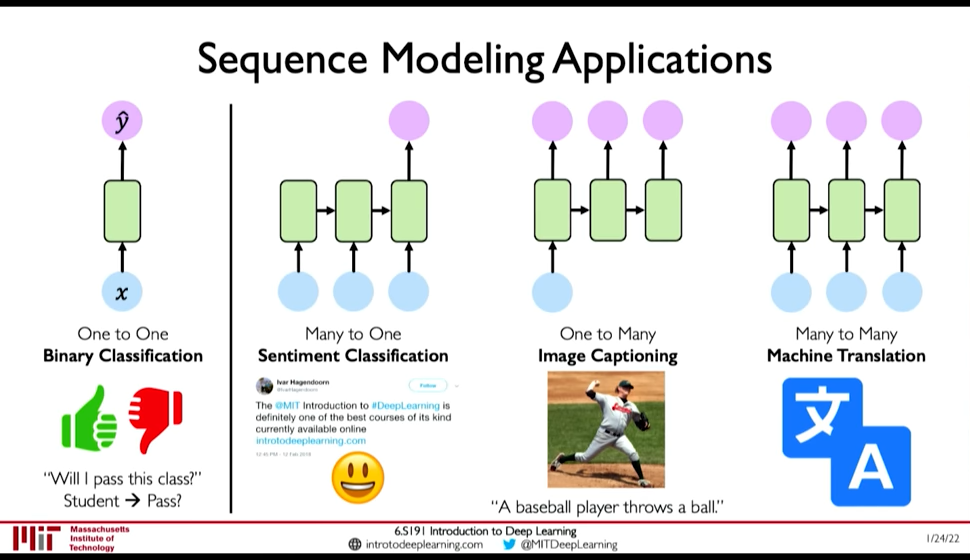 Sequence Modeling Applications
ŷ
x
One to One
Binary Classification
"Will I pass this class?"
Student → Pass?
Many to One
Sentiment Classification
Ivar Hagendoorn
@IvarHagendoorn
Follow
The @MIT Introduction to #DeepLearning is
definitely one of the best courses of its kind
currently available online
introtodeeplearning.com
12:45 PM - 12 Feb 2018
One to Many
Image Captioning
"A baseball player throws a ball."
Many to Many
Machine Translation
文
A
Massachusetts
Institute of
Technology
6.S191 Introduction to Deep Learning
introtodeeplearning.com @MITDeepLearning
1/24/22